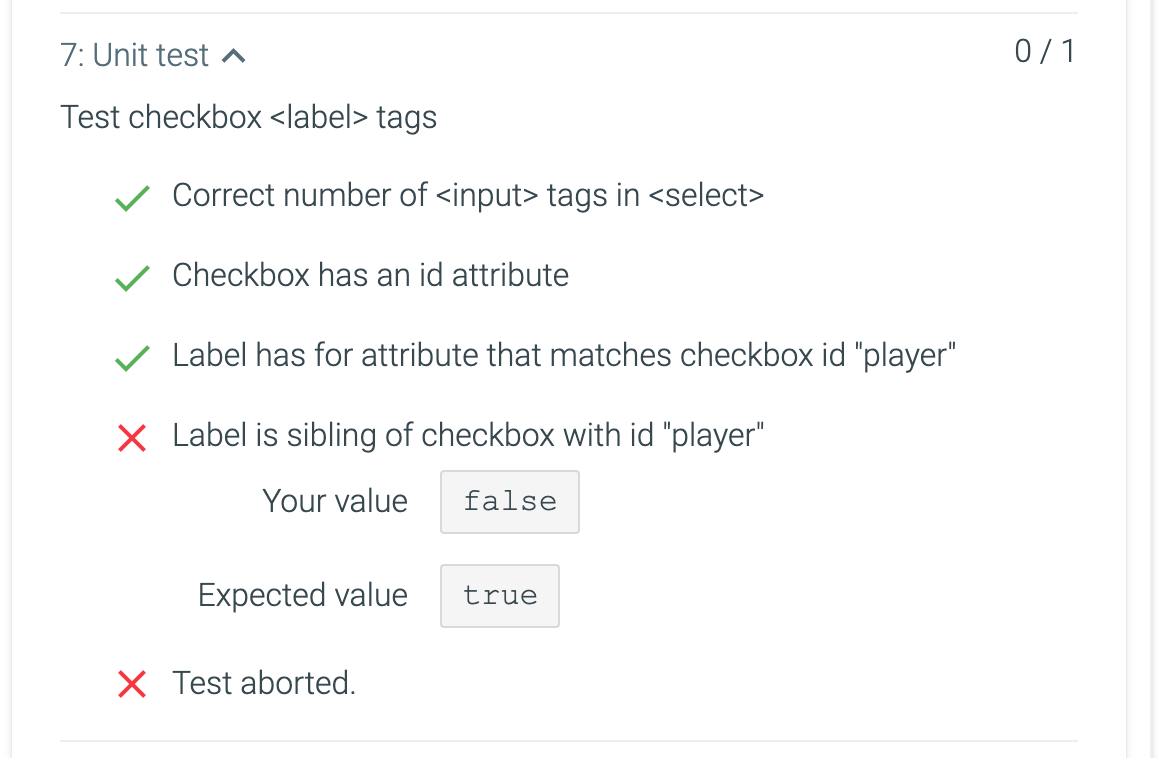 7: Unit test
0 / 1
Test checkbox <label> tags
Correct number of <input> tags in <select>
Checkbox has an id attribute
Label has for attribute that matches checkbox id "player"
Label is sibling of checkbox with id "player"
Your value
false
Expected value
true
Test aborted.